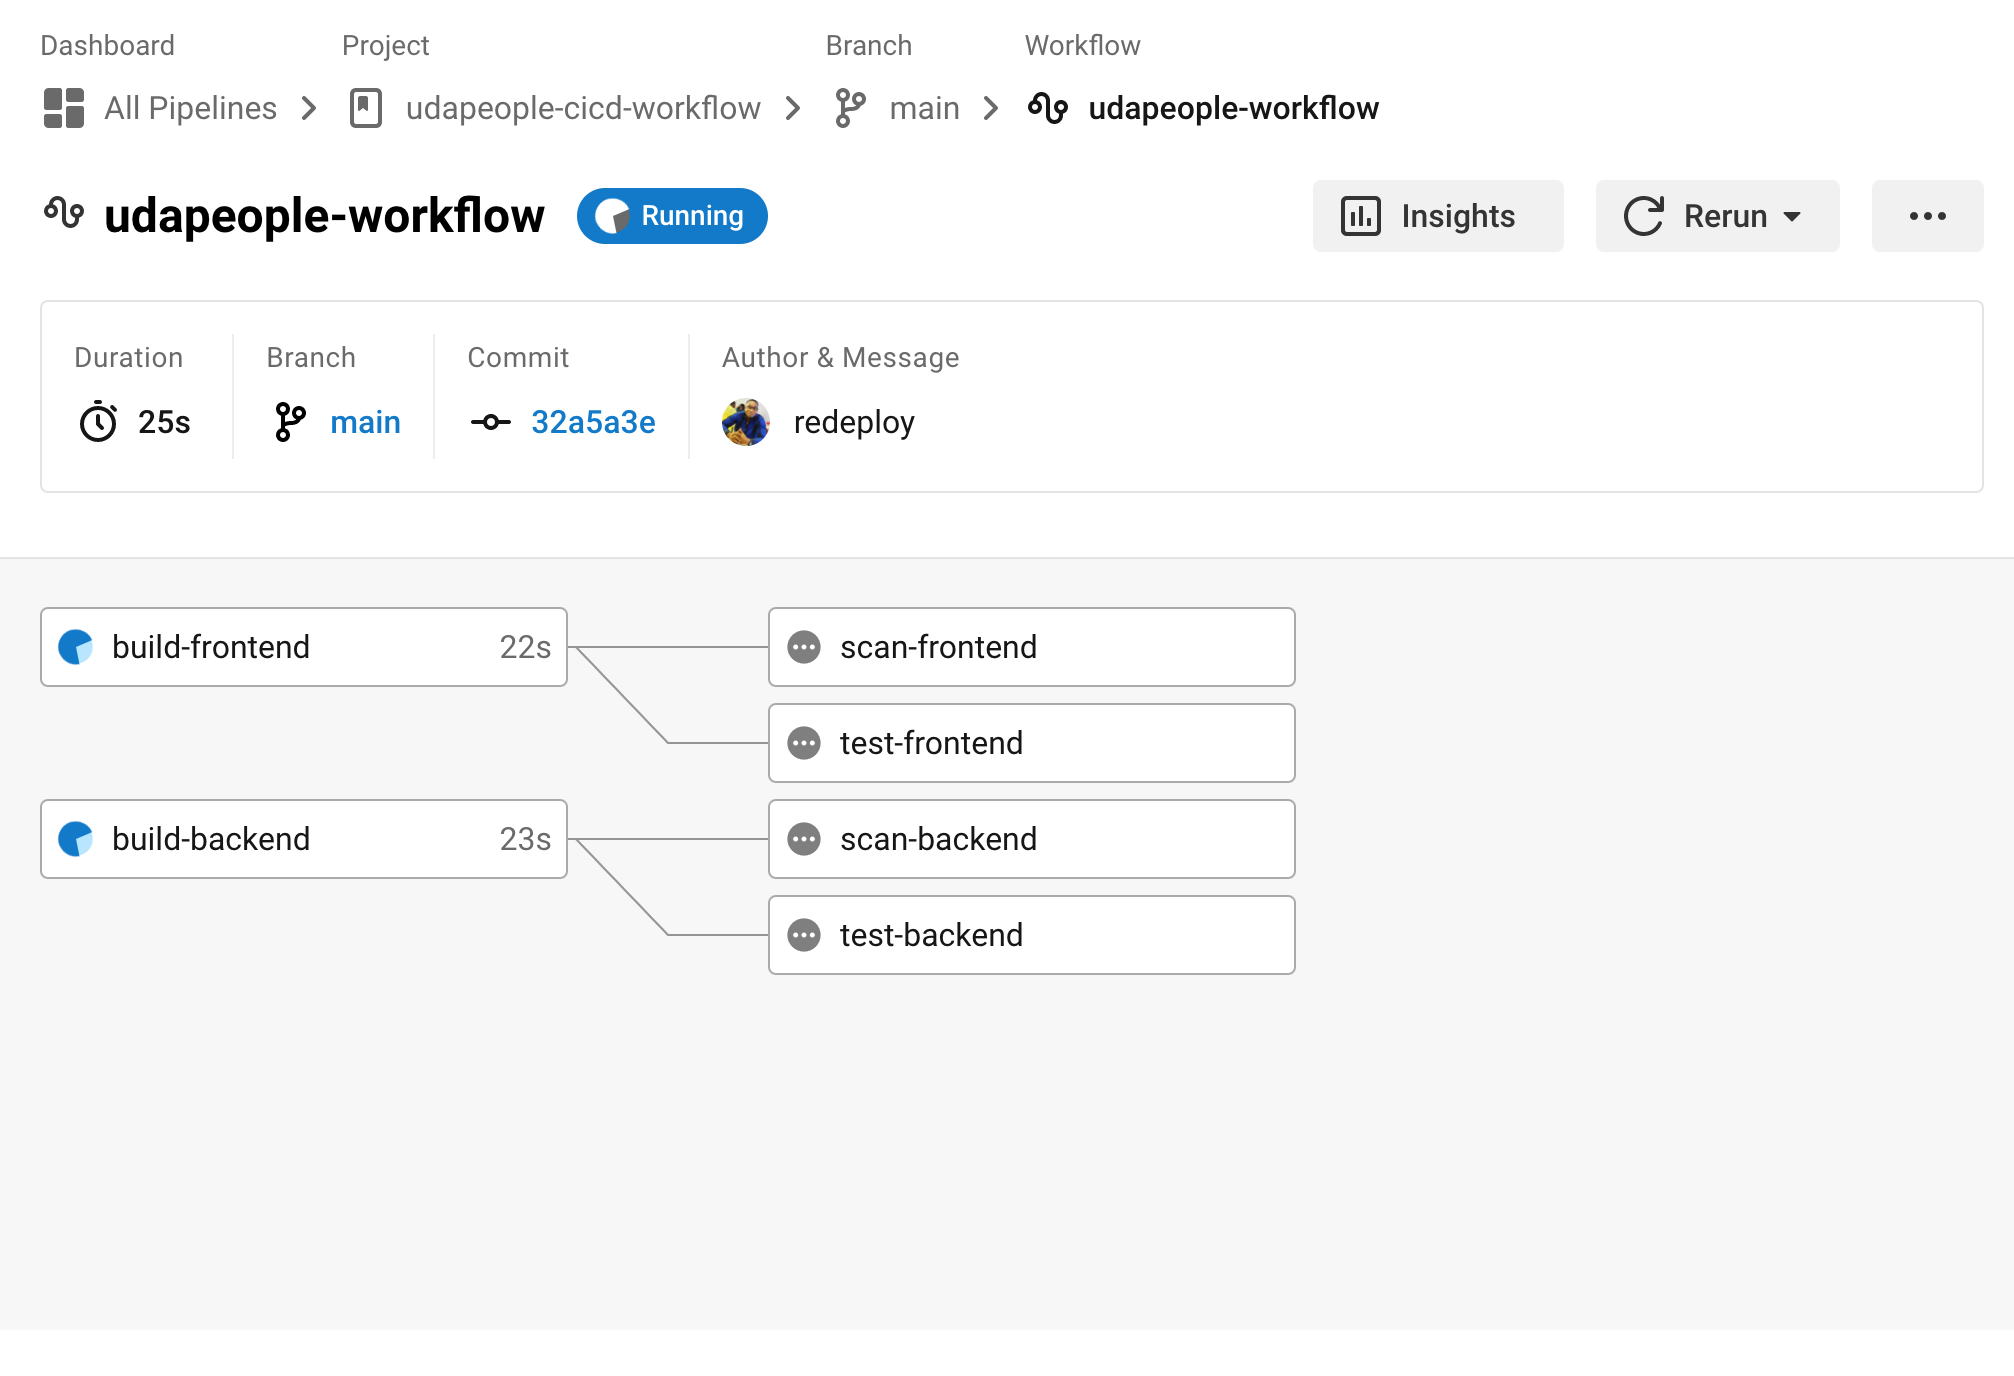 Dashboard Project Branch Workflow
All Pipelines udapeople-cicd-workflow main udapeople-workflow
udapeople-workflow Running Insights Rerun
Duration Branch Commit Author & Message
25s main 32a5a3e redeploy
build-frontend 22s scan-frontend
test-frontend
build-backend 23s scan-backend
test-backend